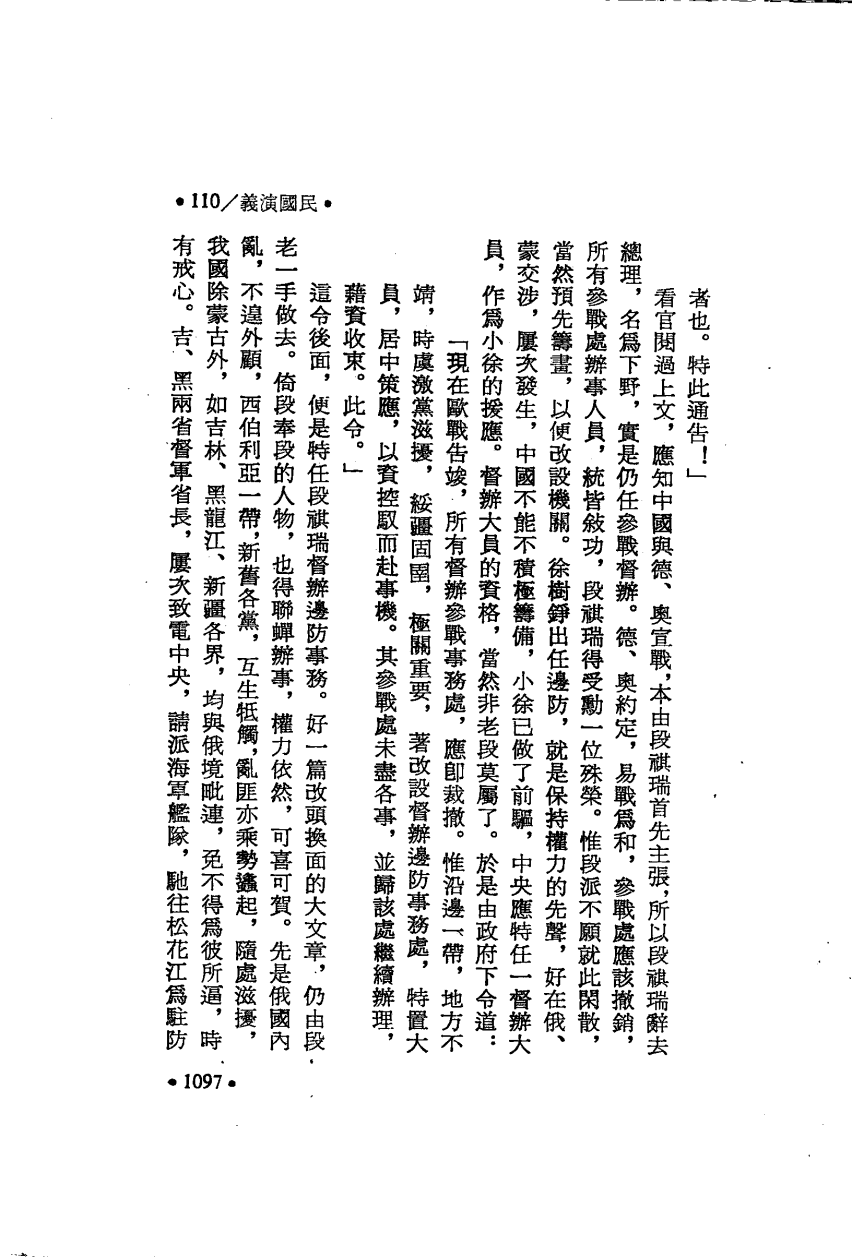 •110／義演國民•
者也。特此通告！」
看官閱過上文，應知中國與德、奧宣戰，本由段祺瑞首先主張，所以段祺瑞辭去
總理，名爲下野，實是仍任參戰督辦。德、奧約定，易戰爲和，參戰處應該撤銷，
所有參戰處辦事人員，統皆敘功，段祺瑞得受勳一位殊榮。惟段派不願就此閑散，
當然預先籌畫，以便改設機關。徐樹錚出任邊防，就是保持權力的先聲，好在俄、
蒙交涉，屢次發生，中國不能不積極籌備，小徐已做了前驅，中央應特任一督辦大
員，作爲小徐的援應。督辦大員的資格，當然非老段莫屬了。於是由政府下令道：
「現在歐戰告竣，所有督辦參戰事務處，應卽裁撤。惟沿邊一帶，地方不
靖，時虞激黨滋擾，綏疆固圉，極關重要，著改設督辦邊防事務處，特置大
員，居中策應，以資控馭而赴事機。其參戰處未盡各事，並歸該處繼續辦理，
藉資收束。此令。」
這令後面，便是特任段祺瑞督辦邊防事務。好一篇改頭換面的大文章，仍由段
老一手做去。倚段奉段的人物，也得聯蟬辦事，權力依然，可喜可賀。先是俄國內
亂，不遑外顧，西伯利亞一帶，新舊各黨，互生牴觸，亂匪亦乘勢蠭起，隨處滋擾，
我國除蒙古外，如吉林、黑龍江、新疆各界，均與俄境毗連，免不得爲彼所逼，時
有戒心。吉、黑兩省督軍省長，屢次致電中央，請派海軍艦隊，馳往松花江爲駐防
•1097•